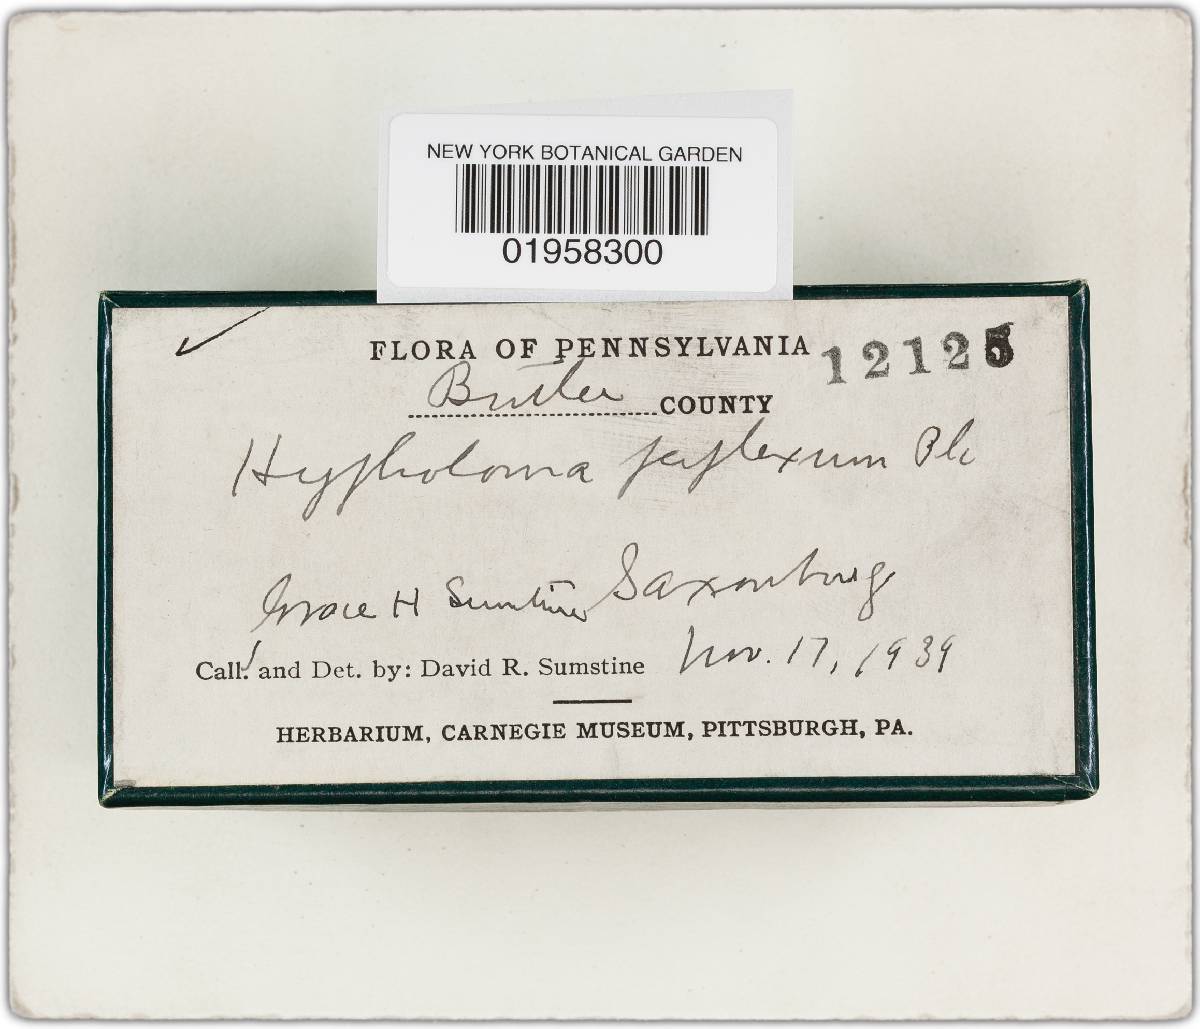 NEW YORK BOTANICAL GARDEN
01958300
FLORA OF PENNSYLVANIA
12125
Butler COUNTY
Hypholoma perplexum Pk
Grace H Sumstine Saxonburg
Call. and Det. by: David R. Sumstine Nov. 17, 1939
HERBARIUM, CARNEGIE MUSEUM, PITTSBURGH, PA.